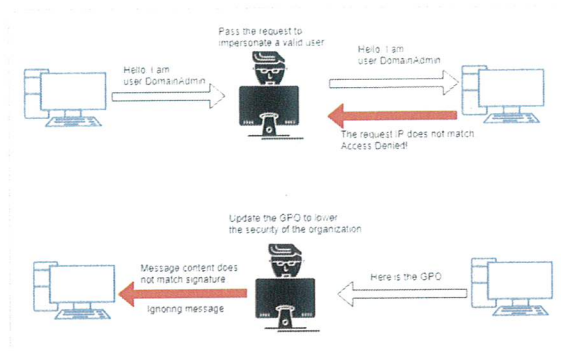 Pass the request to
impersonate a valid user
Hello. I am
user DomainAdmin
Hello. I am
user DomainAdmin
The request IP does not match.
Access Denied!
Update the GPO to lower
the security of the organization
Message content does
not match signature
Ignoring message
Here is the GPO